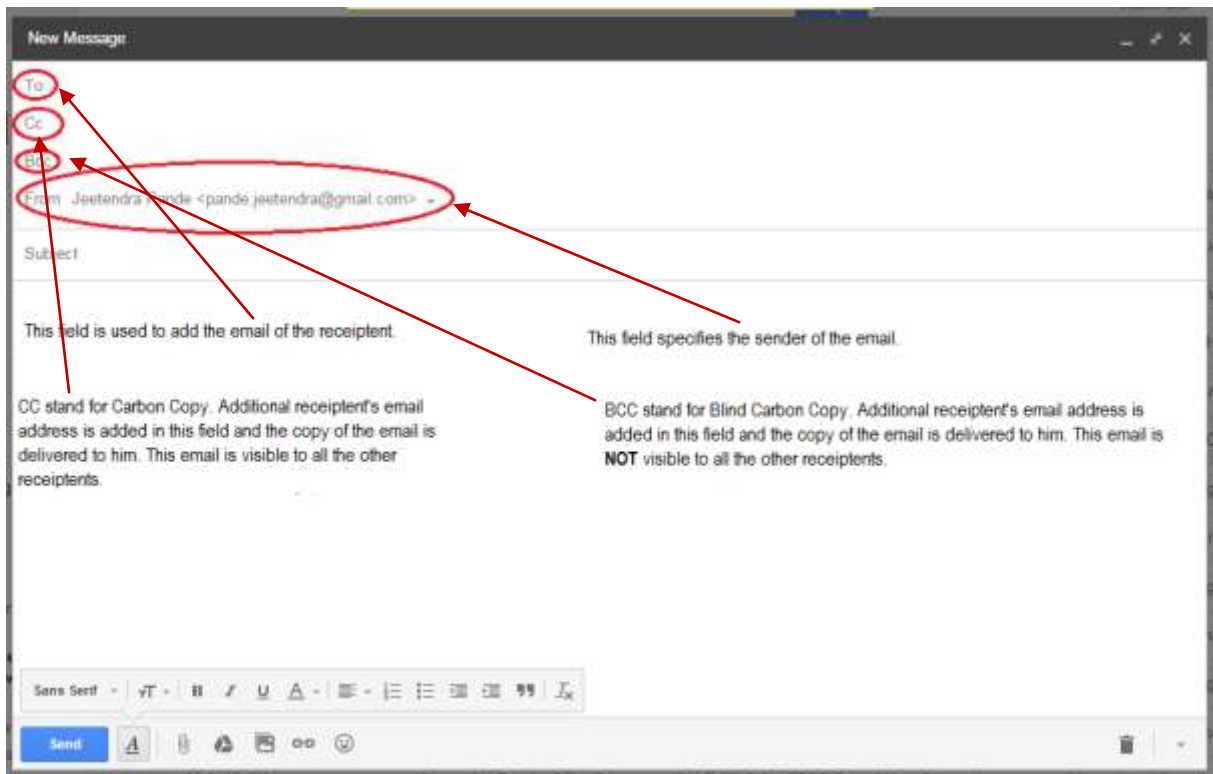 New Message
To
Cc
Bcc
From Jeetendra Pande <pande.jeetendra@gmail.com>
Subject
This field is used to add the email of the receiptent.
This field specifies the sender of the email.
CC stand for Carbon Copy. Additional receiptent's email
address is added in this field and the copy of the email is
delivered to him. This email is visible to all the other
receiptents.
BCC stand for Blind Carbon Copy. Additional receiptent's email address is
added in this field and the copy of the email is delivered to him. This email is
NOT visible to all the other receiptents.
Sans Serif
Send